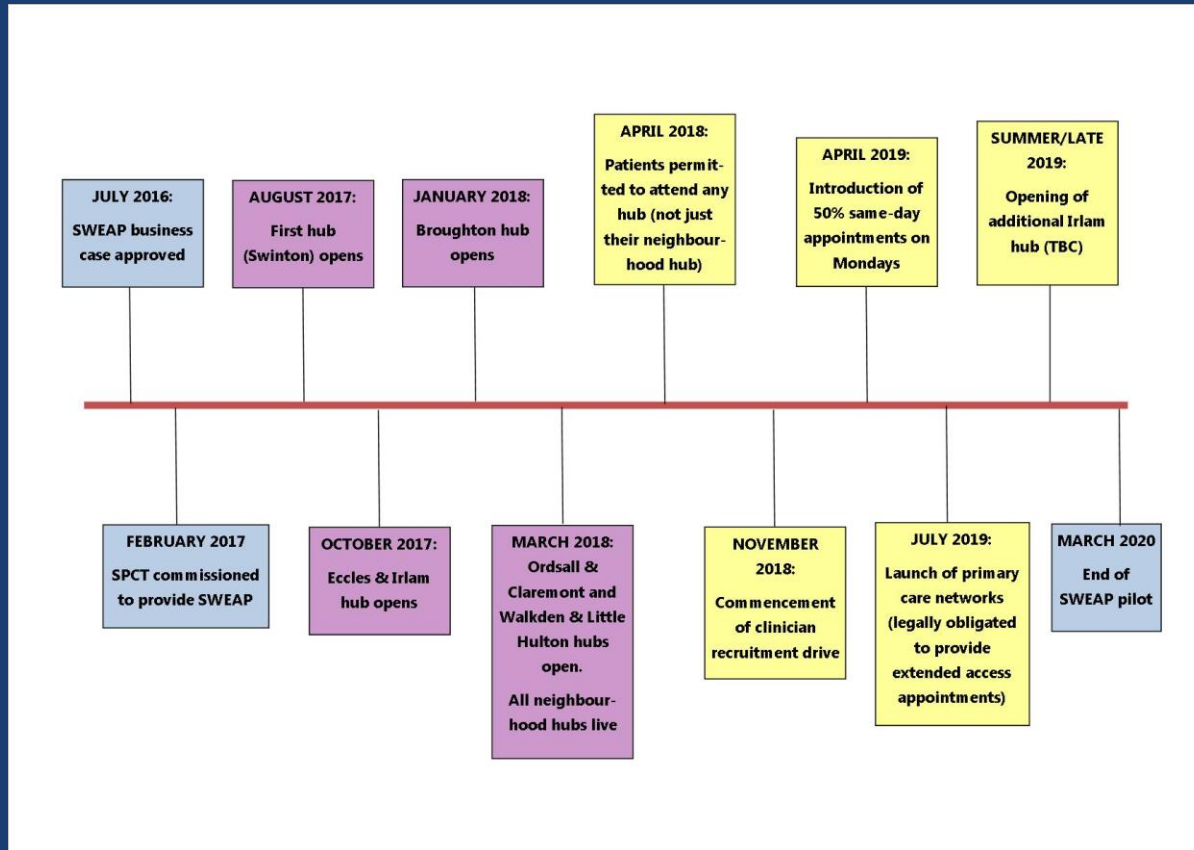 JULY 2016:
SWEAP business
case approved
AUGUST 2017:
First hub
(Swinton) opens
JANUARY 2018:
Broughton hub
opens
APRIL 2018:
Patients permit-
ted to attend any
hub (not just
their neighbour-
hood hub)
APRIL 2019:
Introduction of
50% same-day
appointments on
Mondays
SUMMER/LATE
2019:
Opening of
additional Irlam
hub (TBC)
FEBRUARY 2017
SPCT commissioned
to provide SWEAP
OCTOBER 2017:
Eccles & Irlam
hub opens
MARCH 2018:
Ordsall &
Claremont and
Walkden & Little
Hulton hubs
open.
All neighbour-
hood hubs live
NOVEMBER
2018:
Commencement
of clinician
recruitment drive
JULY 2019:
Launch of primary
care networks
(legally obligated
to provide
extended access
appointments)
MARCH 2020
End of
SWEAP pilot